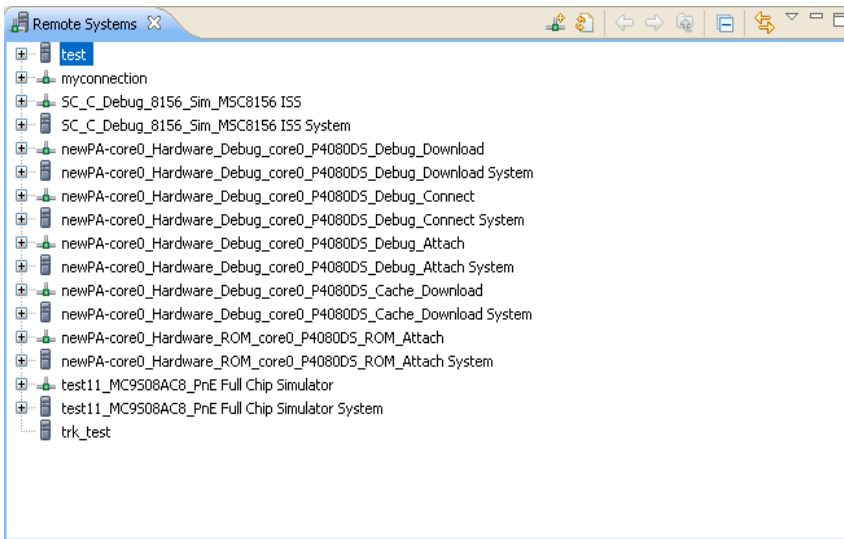 Remote Systems
test
myconnection
SC_C_Debug_8156_Sim_MSC8156 ISS
SC_C_Debug_8156_Sim_MSC8156 ISS System
newPA-core0_Hardware_Debug_core0_P4080DS_Debug_Download
newPA-core0_Hardware_Debug_core0_P4080DS_Debug_Download System
newPA-core0_Hardware_Debug_core0_P4080DS_Debug_Connect
newPA-core0_Hardware_Debug_core0_P4080DS_Debug_Connect System
newPA-core0_Hardware_Debug_core0_P4080DS_Debug_Attach
newPA-core0_Hardware_Debug_core0_P4080DS_Debug_Attach System
newPA-core0_Hardware_Debug_core0_P4080DS_Cache_Download
newPA-core0_Hardware_Debug_core0_P4080DS_Cache_Download System
newPA-core0_Hardware_ROM_core0_P4080DS_ROM_Attach
newPA-core0_Hardware_ROM_core0_P4080DS_ROM_Attach System
test11_MC9S08AC8_PnE Full Chip Simulator
test11_MC9S08AC8_PnE Full Chip Simulator System
trk_test